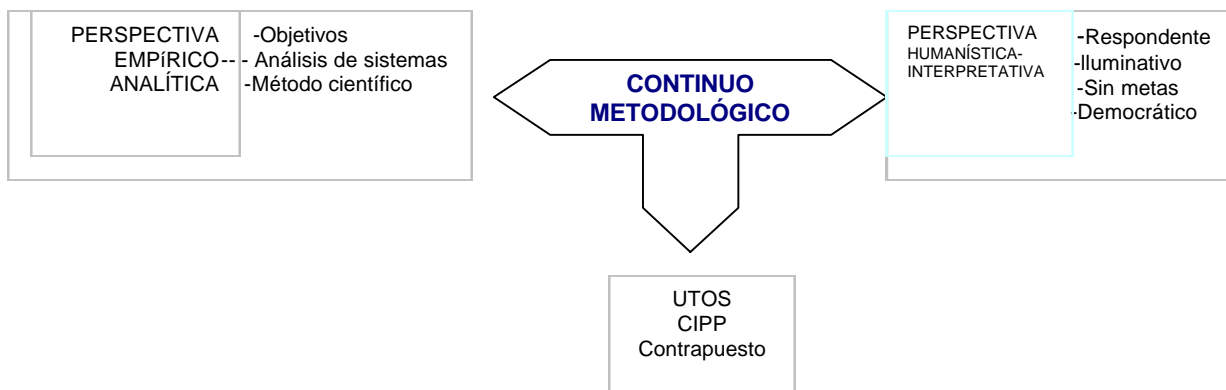 PERSPECTIVA -Objetivos
EMPíRICO-- - Análisis de sistemas
ANALÍTICA -Método científico
CONTINUO
METODOLÓGICO
PERSPECTIVA
HUMANÍSTICA-
INTERPRETATIVA
-Respondente
-Iluminativo
-Sin metas
-Democrático
UTOS
CIPP
Contrapuesto